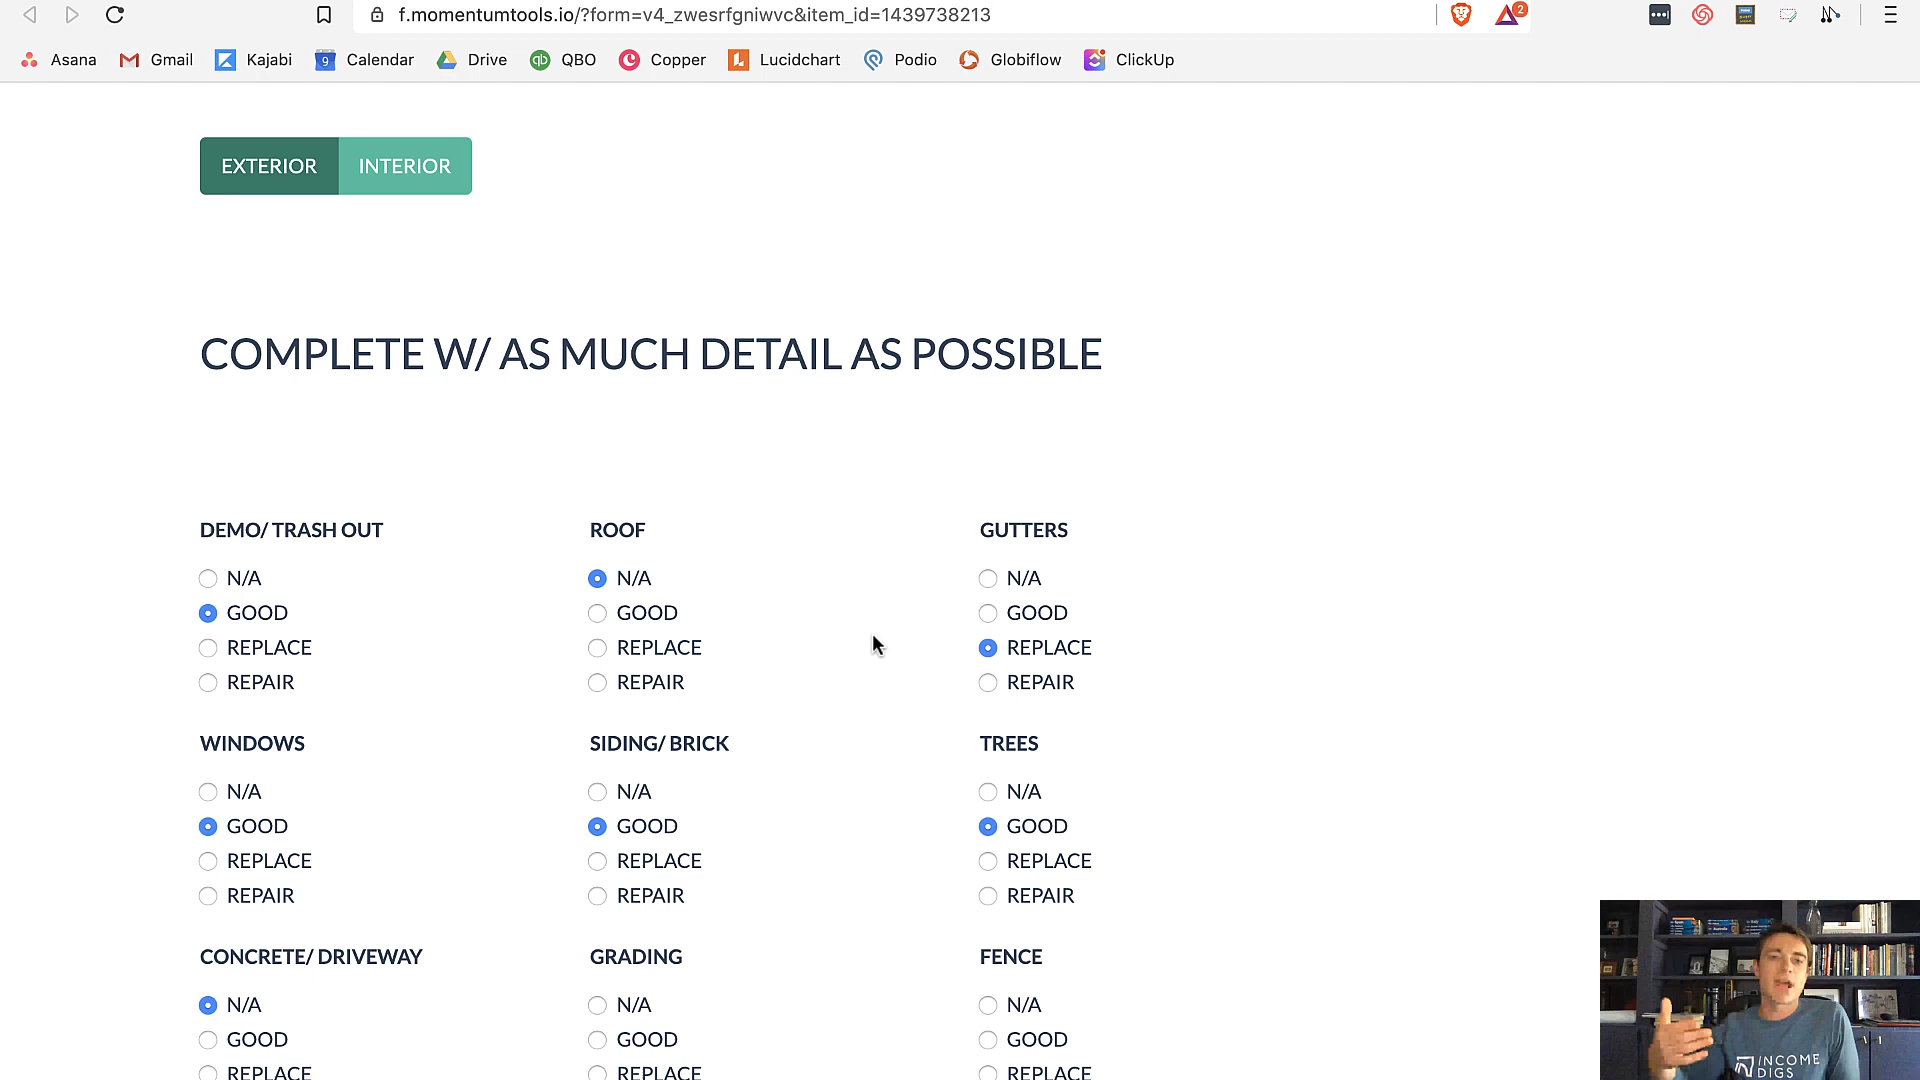 f.momentumtools.io/?form=v4_zwesrfgniwvc&item_id=1439738213
2
Asana Gmail Kajabi 9 Calendar Drive qb QBO Copper Lucidchart Podio Globiflow ClickUp
EXTERIOR INTERIOR
COMPLETE W/ AS MUCH DETAIL AS POSSIBLE
DEMO/ TRASH OUT ROOF GUTTERS
N/A N/A N/A
GOOD GOOD GOOD
REPLACE REPLACE REPLACE
REPAIR REPAIR REPAIR
WINDOWS SIDING/ BRICK TREES
N/A N/A N/A
GOOD GOOD GOOD
REPLACE REPLACE REPLACE
REPAIR REPAIR REPAIR
CONCRETE/ DRIVEWAY GRADING FENCE
N/A N/A N/A
GOOD GOOD GOOD
REPLACE REPLACE REPLACE
INCOME
DIGS